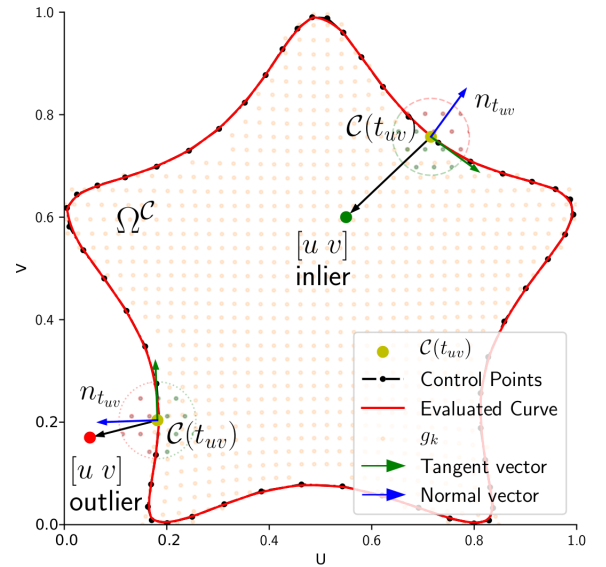 1.0
0.8
0.6
0.4
0.2
0.0
V
0.0
0.2
0.4
0.6
0.8
1.0
U
n_{t_{uv}}
C(t_{uv})
Ω^C
[u v]
inlier
n_{t_{uv}}
C(t_{uv})
[u v]
outlier
C(t_{uv})
Control Points
Evaluated Curve
g_k
Tangent vector
Normal vector